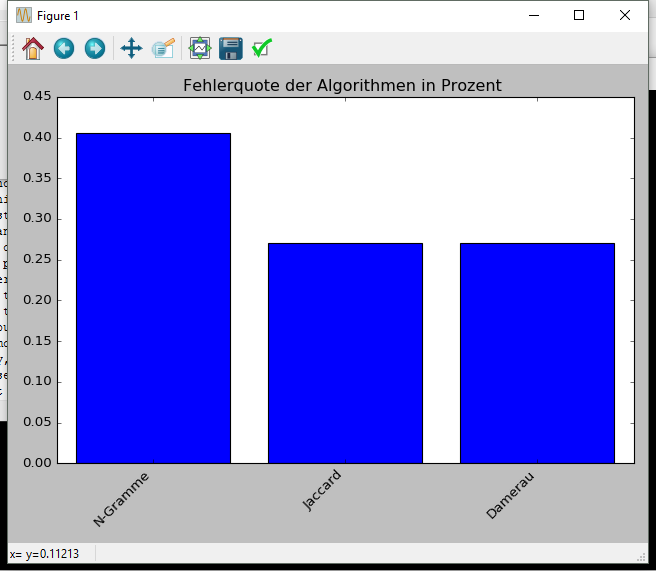 Figure 1
Fehlerquote der Algorithmen in Prozent
0.45
0.40
0.35
0.30
0.25
0.20
0.15
0.10
0.05
0.00
N-Gramme
Jaccard
Damerau
x= y=0.11213